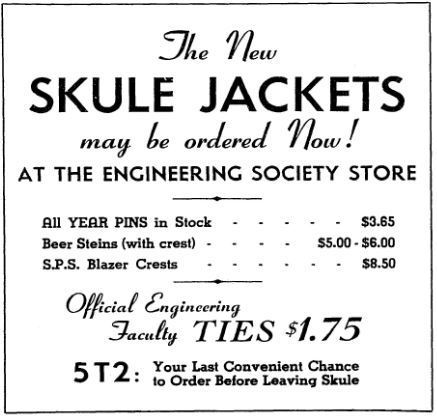 The New
SKULE JACKETS
may be ordered Now!
AT THE ENGINEERING SOCIETY STORE
All YEAR PINS in Stock - - - - - $3.65
Beer Steins (with crest) - - - - $5.00 - $6.00
S.P.S. Blazer Crests - - - - - - $8.50
Official Engineering
Faculty TIES $1.75
5T2: Your Last Convenient Chance
to Order Before Leaving Skule